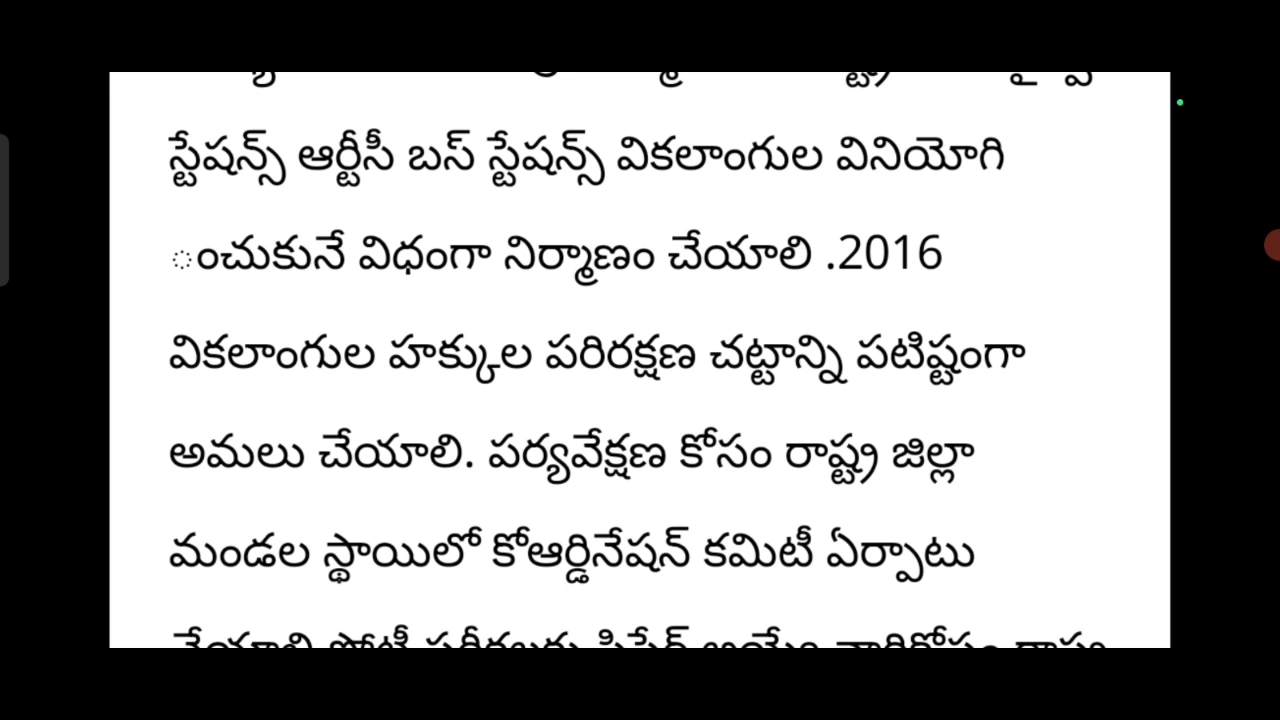 స్టేషన్స్ ఆర్టీసీ బస్ స్టేషన్స్ వికలాంగుల వినియోగి
ంచుకునే విధంగా నిర్మాణం చేయాలి .2016
వికలాంగుల హక్కుల పరిరక్షణ చట్టాన్ని పటిష్టంగా
అమలు చేయాలి. పర్యవేక్షణ కోసం రాష్ట్ర జిల్లా
మండల స్థాయిలో కోఆర్డినేషన్ కమిటీ ఏర్పాటు